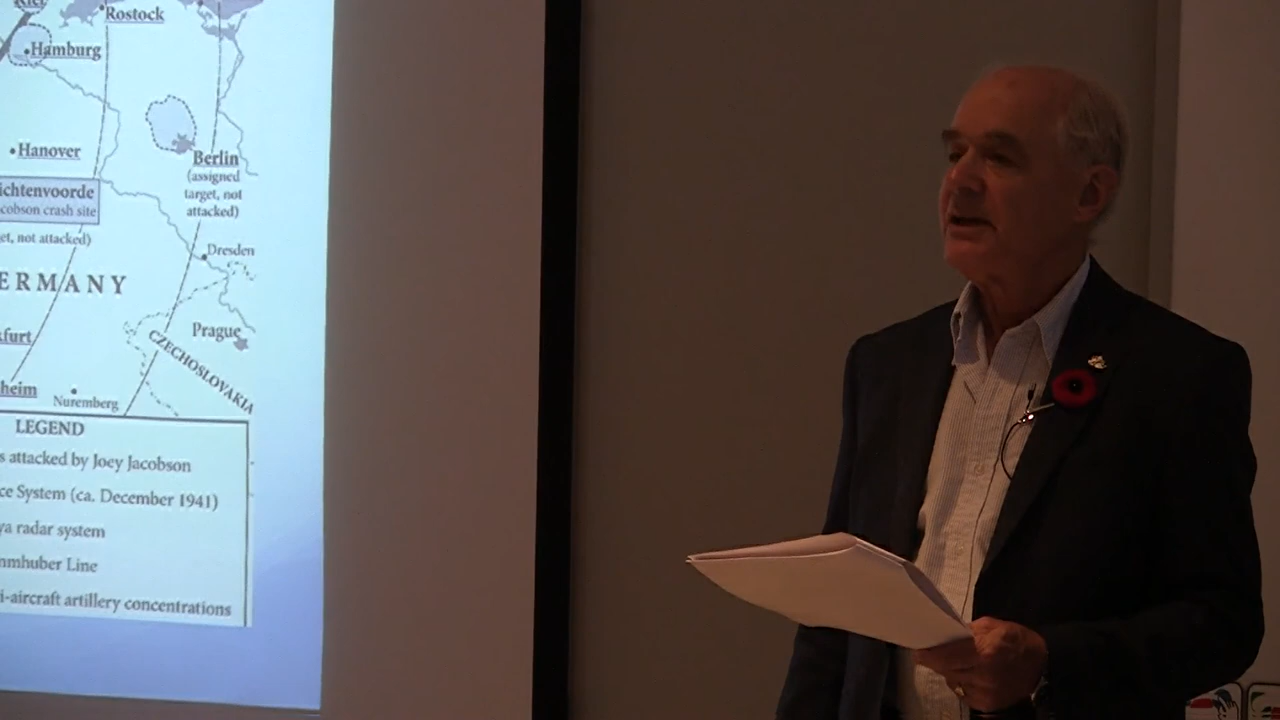 Kiel
Rostock
Hamburg
Hanover
Berlin
(assigned
target, not
attacked)
ichtenvoorde
cobson crash site
et, not attacked)
Dresden
ERMANY
Prague
kfurt
CZECHOSLOVAKIA
heim
Nuremberg
LEGEND
s attacked by Joey Jacobson
ce System (ca. December 1941)
ya radar system
mmhuber Line
i-aircraft artillery concentrations